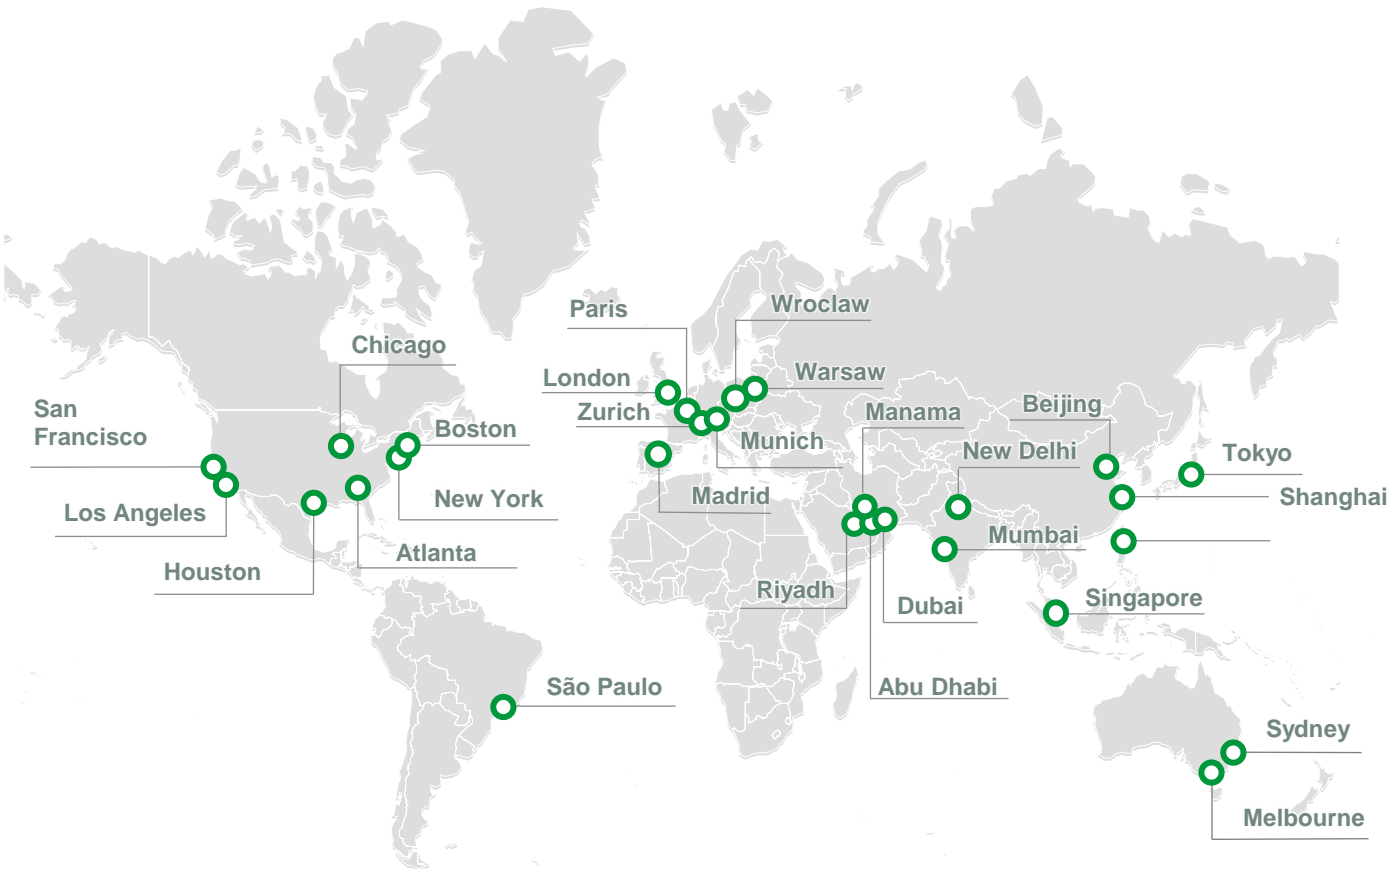 Paris
Wroclaw
Chicago
London
Warsaw
San
Francisco
Zurich
Manama
Beijing
Boston
Munich
New Delhi
Tokyo
Los Angeles
New York
Madrid
Shanghai
Atlanta
Mumbai
Houston
Riyadh
Dubai
Singapore
São Paulo
Abu Dhabi
Sydney
Melbourne